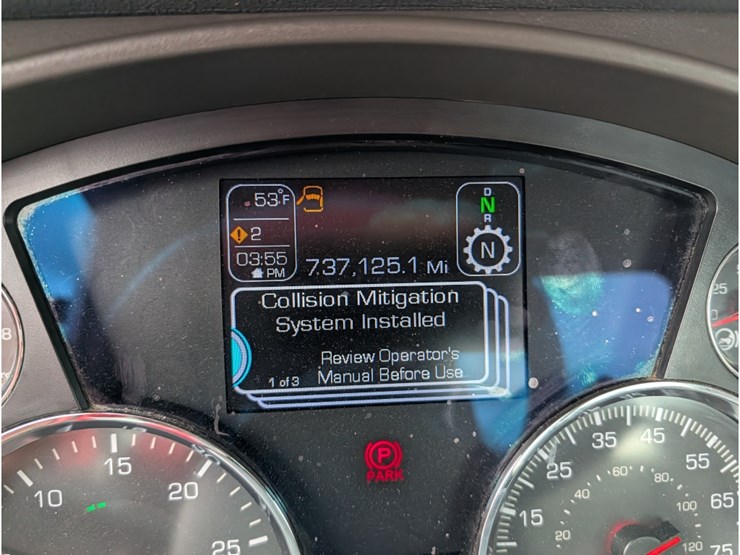 53°F
2
03:55
PM
737,125.1 Mi
D
N
R
N
Collision Mitigation
System Installed
Review Operator's
1 of 3 Manual Before Use
P
PARK
10 15 20 25
15 25 35 45 55 65 75
20 40 60 80 100 120
8
25